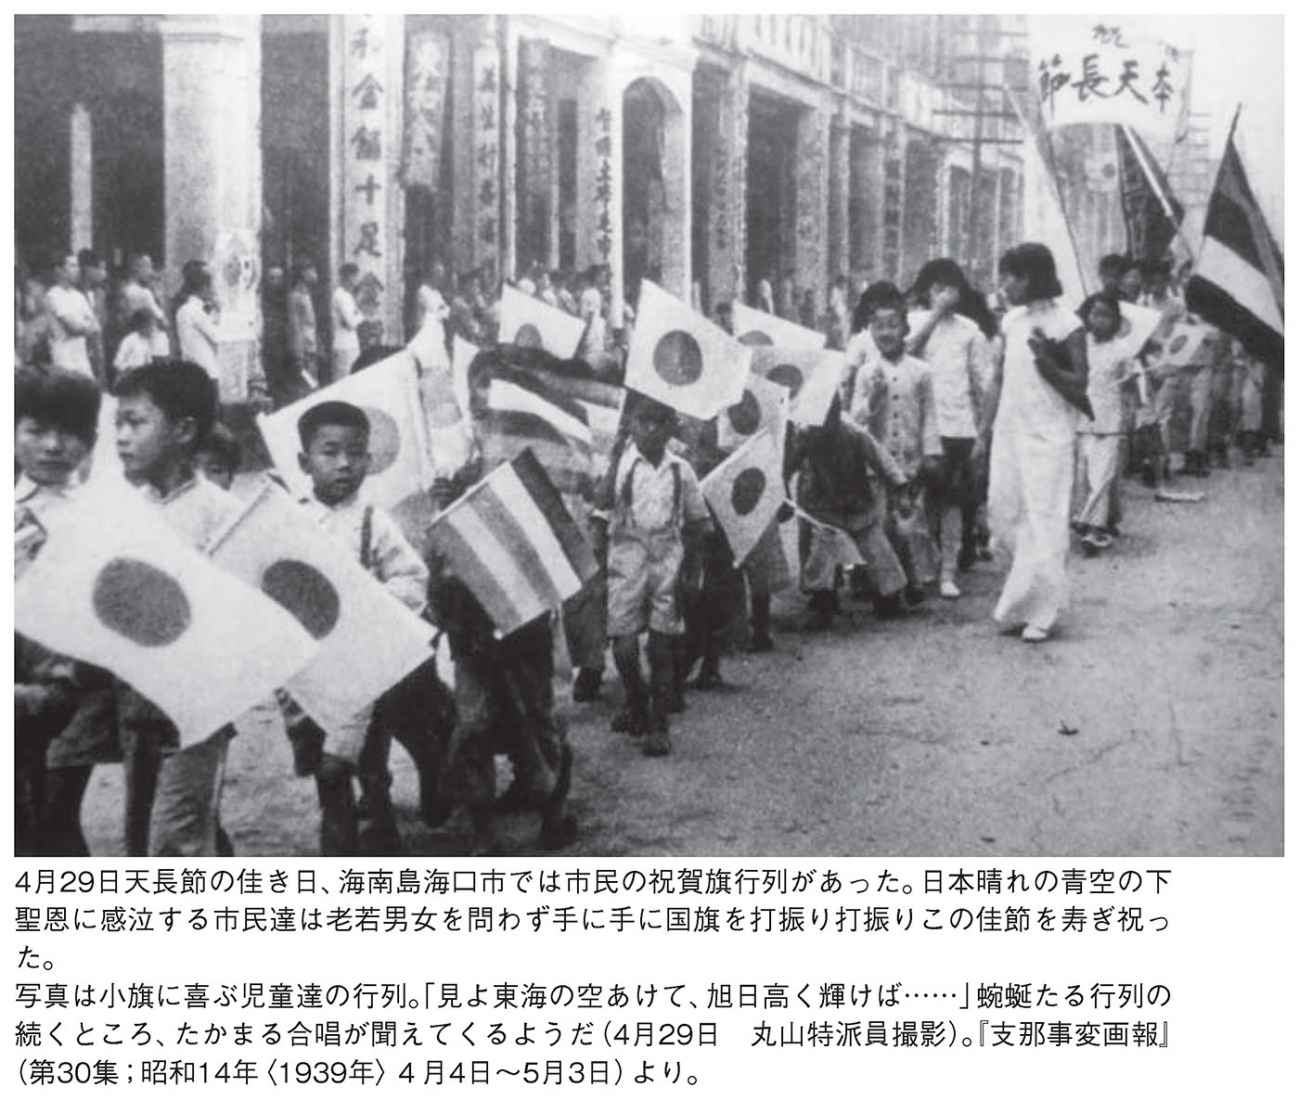 祝
奉天長節
金舗十足金
4月29日天長節の佳き日、海南島海口市では市民の祝賀旗行列があった。日本晴れの青空の下
聖恩に感泣する市民達は老若男女を問わず手に手に国旗を打振り打振りこの佳節を寿ぎ祝っ
た。
写真は小旗に喜ぶ児童達の行列。「見よ東海の空あけて、旭日高く輝けば……」蜿蜒たる行列の
続くところ、たかまる合唱が聞えてくるようだ（4月29日　丸山特派員撮影）。『支那事変画報』
（第30集；昭和14年〈1939年〉4月4日〜5月3日）より。